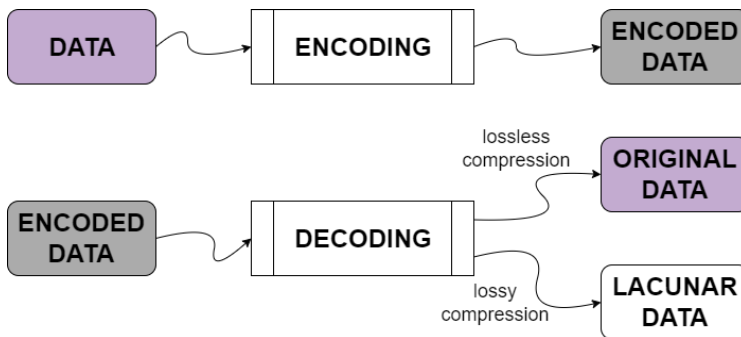 DATA
ENCODING
ENCODED
DATA
lossless
compression
ORIGINAL
DATA
ENCODED
DATA
DECODING
lossy
compression
LACUNAR
DATA